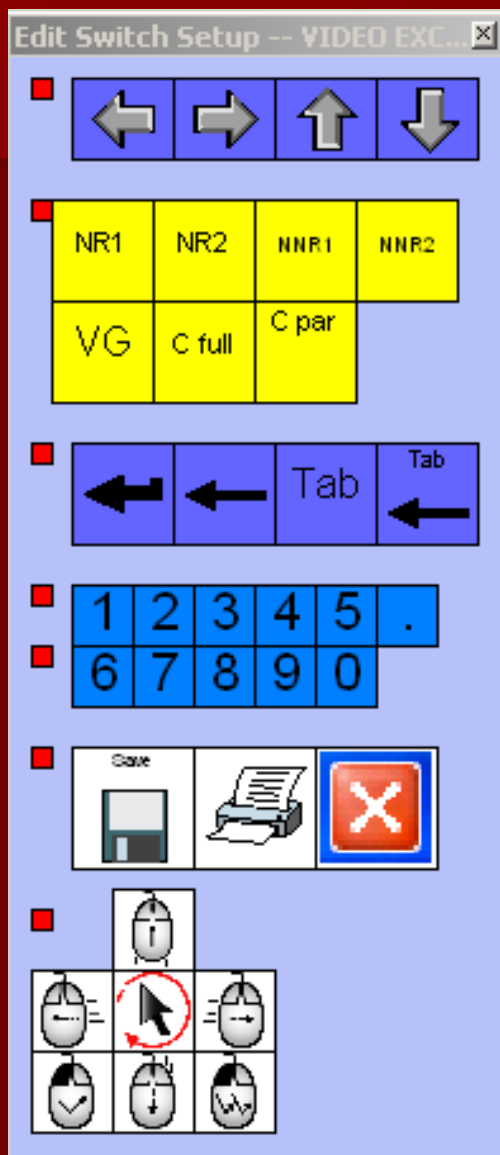 Edit Switch Setup -- VIDEO EXC...
NR1 NR2 NNR1 NNR2
VG C full C par
Tab Tab
1 2 3 4 5 .
6 7 8 9 0
Save